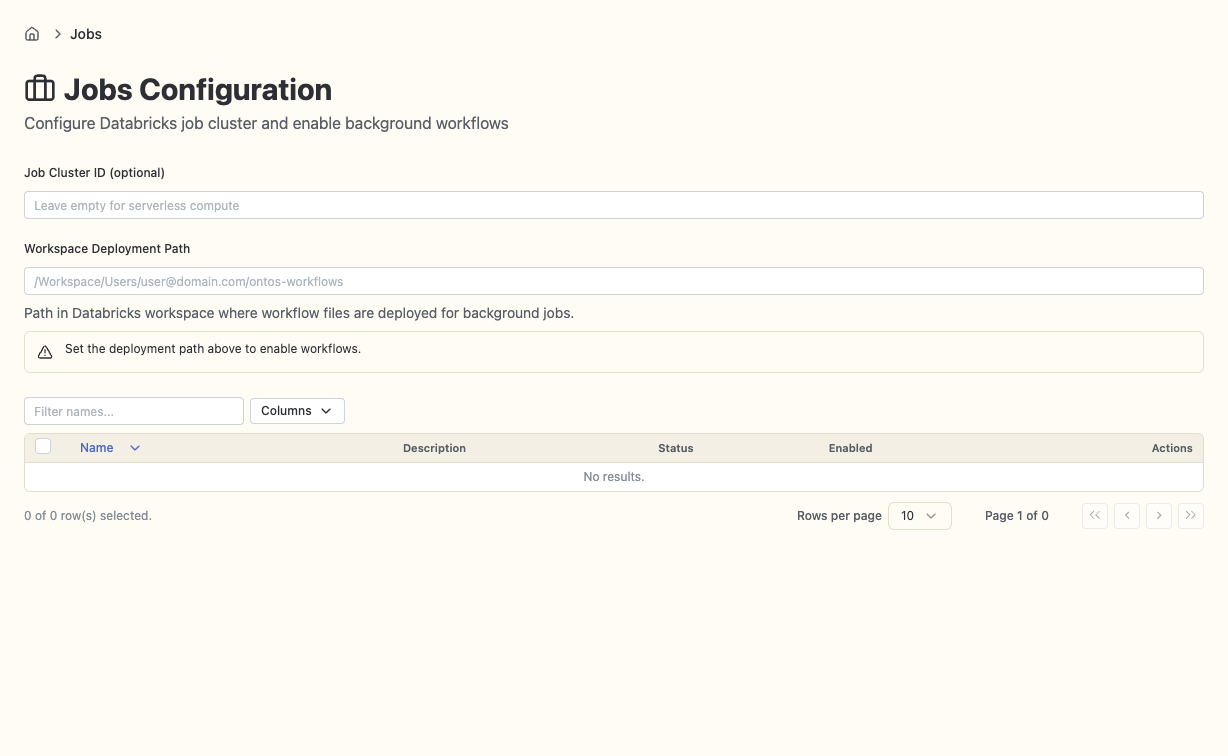 Jobs
Jobs Configuration
Configure Databricks job cluster and enable background workflows
Job Cluster ID (optional)
Leave empty for serverless compute
Workspace Deployment Path
/Workspace/Users/user@domain.com/ontos-workflows
Path in Databricks workspace where workflow files are deployed for background jobs.
Set the deployment path above to enable workflows.
Filter names... Columns
Name Description Status Enabled Actions
No results.
0 of 0 row(s) selected. Rows per page 10 Page 1 of 0